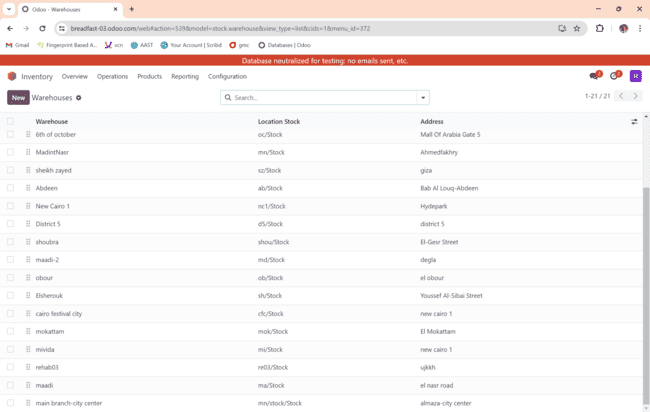 Odoo - Warehouses
breadfast-03.odoo.com/web#action=539&model=stock.warehouse&view_type=list&cids=1&menu_id=372
Gmail Fingerprint Based A... ucn AAST Your Account | Scribd gmc Databases | Odoo
Database neutralized for testing: no emails sent, etc.
Inventory Overview Operations Products Reporting Configuration R
New Warehouses Search... 1-21 / 21
Warehouse Location Stock Address
6th of october oc/Stock Mall Of Arabia Gate 5
MadintNasr mn/Stock Ahmedfakhry
sheikh zayed sz/Stock giza
Abdeen ab/Stock Bab Al Louq-Abdeen
New Cairo 1 nc1/Stock Hydepark
District 5 d5/Stock district 5
shoubra shou/Stock El-Gesr Street
maadi-2 md/Stock degla
obour ob/Stock el obour
Elsherouk sh/Stock Youssef Al-Sibai Street
cairo festival city cfc/Stock new cairo 1
mokattam mok/Stock El Mokattam
mivida mi/Stock new cairo 1
rehab03 re03/Stock ujkkh
maadi ma/Stock el nasr road
main branch-city center mn/stock/Stock almaza-city center